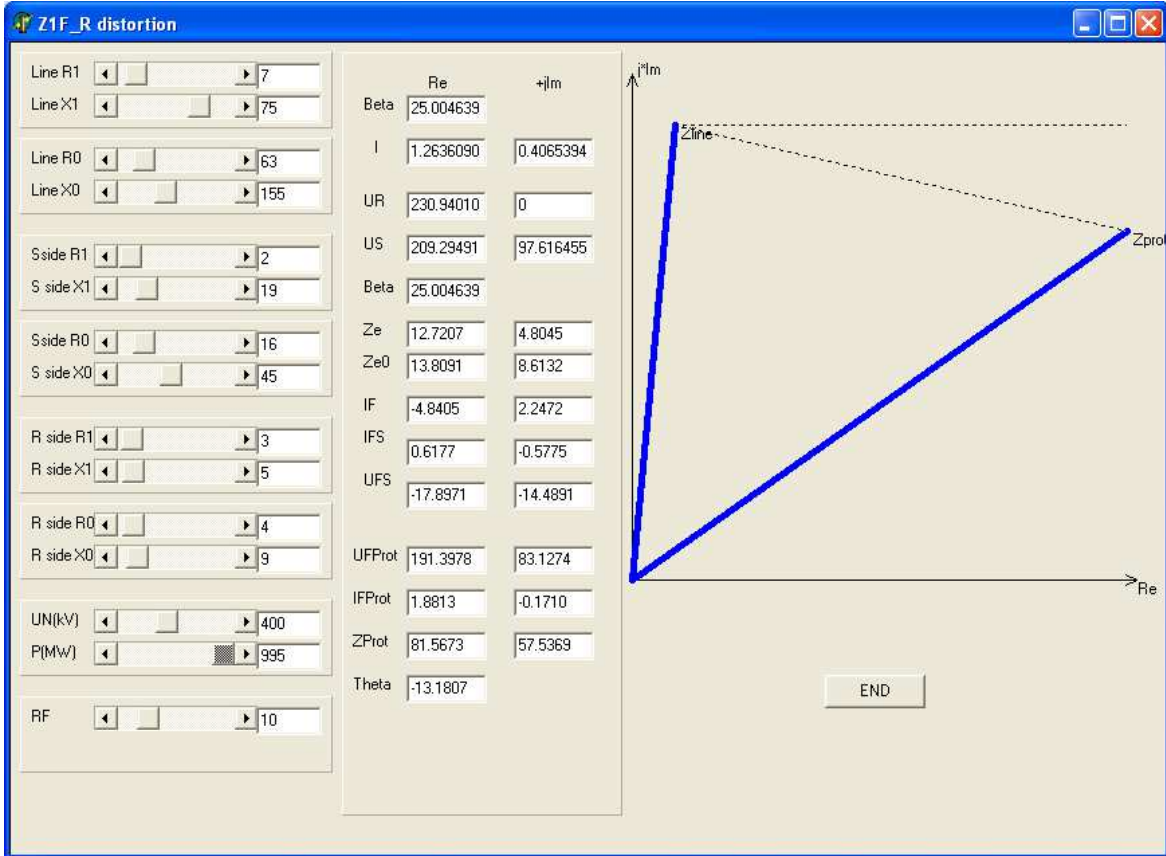 Z1F_R distortion
Line R1 7
Line X1 75
Line R0 63
Line X0 155
Sside R1 2
S side X1 19
Sside R0 16
S side X0 45
R side R1 3
R side X1 5
R side R0 4
R side X0 9
UN(kV) 400
P(MW) 995
RF 10
Re +jIm
Beta 25.004639
I 1.2636090 0.4065394
UR 230.94010 0
US 209.29491 97.616455
Beta 25.004639
Ze 12.7207 4.8045
Ze0 13.8091 8.6132
IF -4.8405 2.2472
IFS 0.6177 -0.5775
UFS -17.8971 -14.4891
UFProt 191.3978 83.1274
IFProt 1.8813 -0.1710
ZProt 81.5673 57.5369
Theta -13.1807
j*Im
Zline
Zprot
Re
END